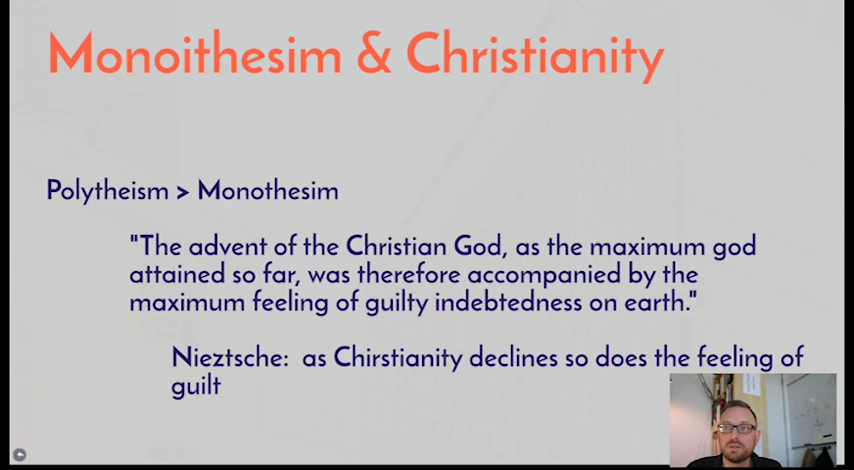 Monoithesim & Christianity
Polytheism > Monothesim
"The advent of the Christian God, as the maximum god
attained so far, was therefore accompanied by the
maximum feeling of guilty indebtedness on earth."
Nieztsche: as Chirstianity declines so does the feeling of
guilt